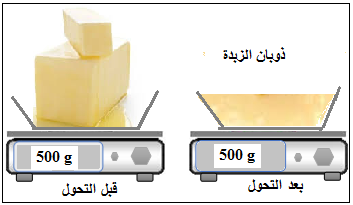 ذوبان الزبدة
500 g
500 g
قبل التحول
بعد التحول